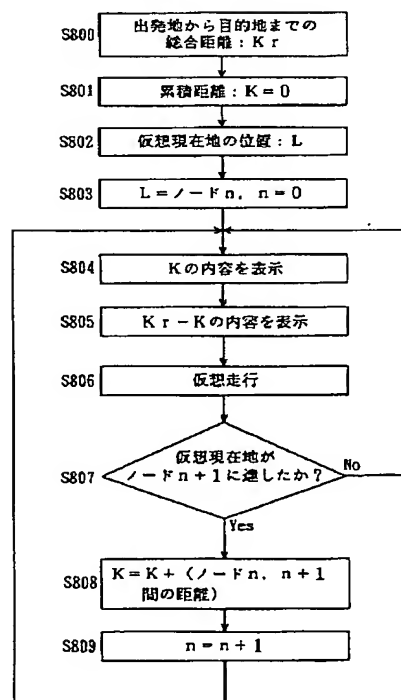 S800
出発地から目的地までの
総合距離：Ｋｒ
S801
累積距離：Ｋ＝０
S802
仮想現在地の位置：Ｌ
S803
Ｌ＝ノードｎ，ｎ＝０
S804
Ｋの内容を表示
S805
Ｋｒ－Ｋの内容を表示
S806
仮想走行
S807
仮想現在地が
ノードｎ＋１に達したか？
No
Yes
S808
Ｋ＝Ｋ＋（ノードｎ，ｎ＋１
間の距離）
S809
ｎ＝ｎ＋１